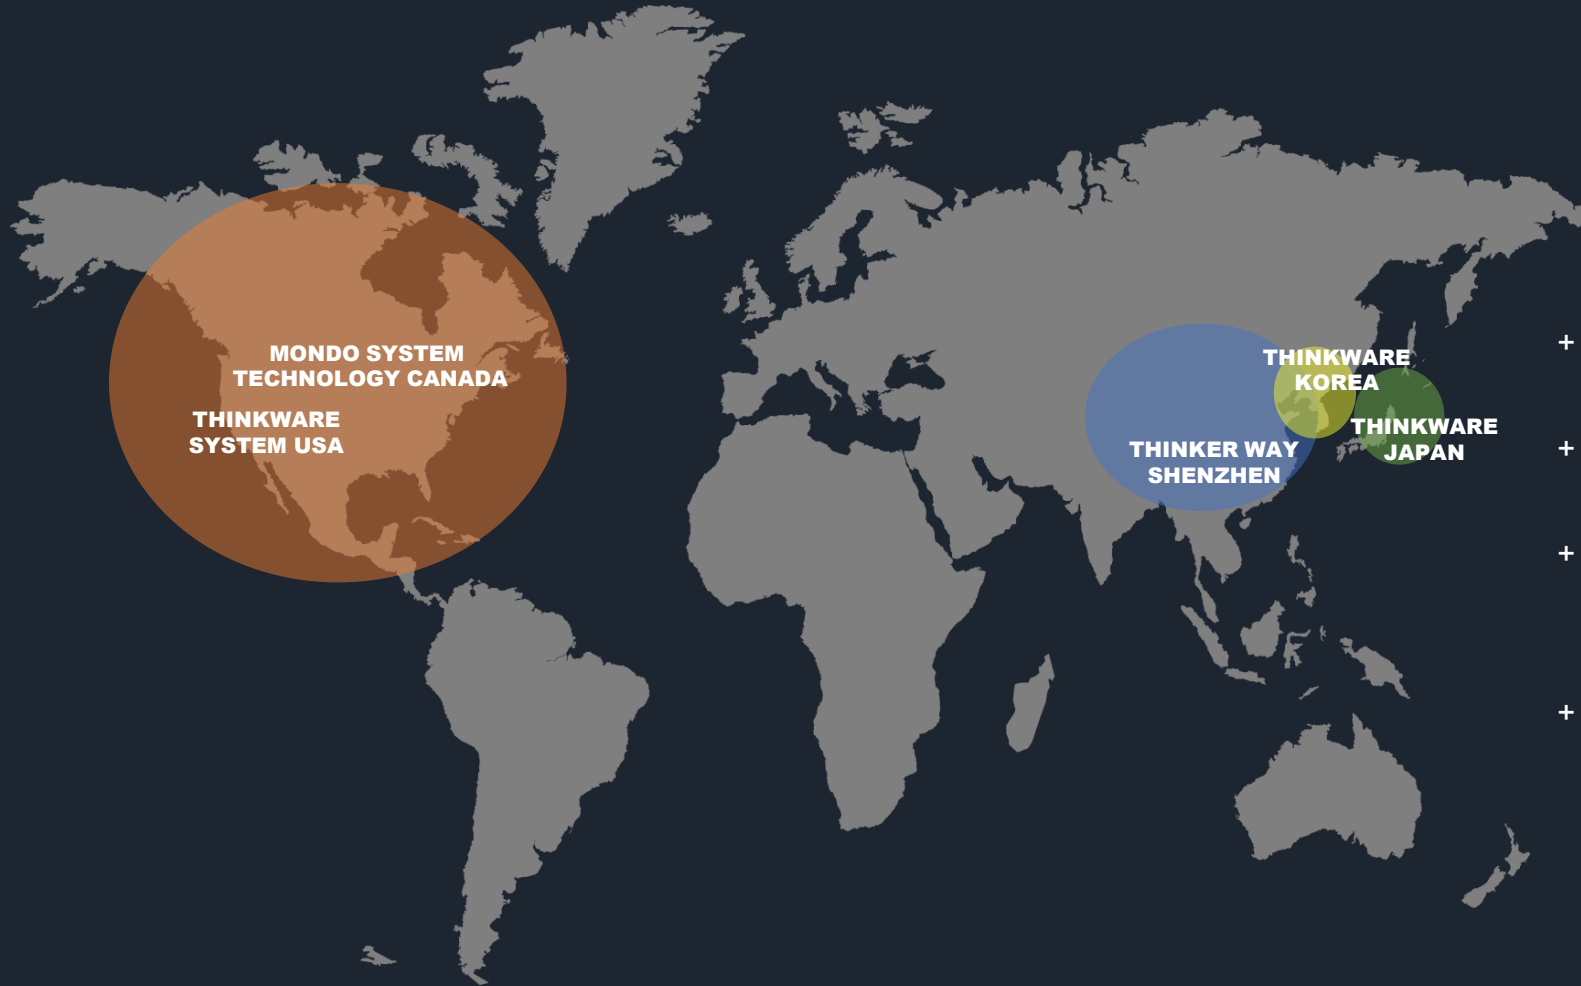 MONDO SYSTEM
TECHNOLOGY CANADA
THINKWARE
SYSTEM USA
THINKWARE
KOREA
THINKWARE
JAPAN
THINKER WAY
SHENZHEN
+
+
+
+